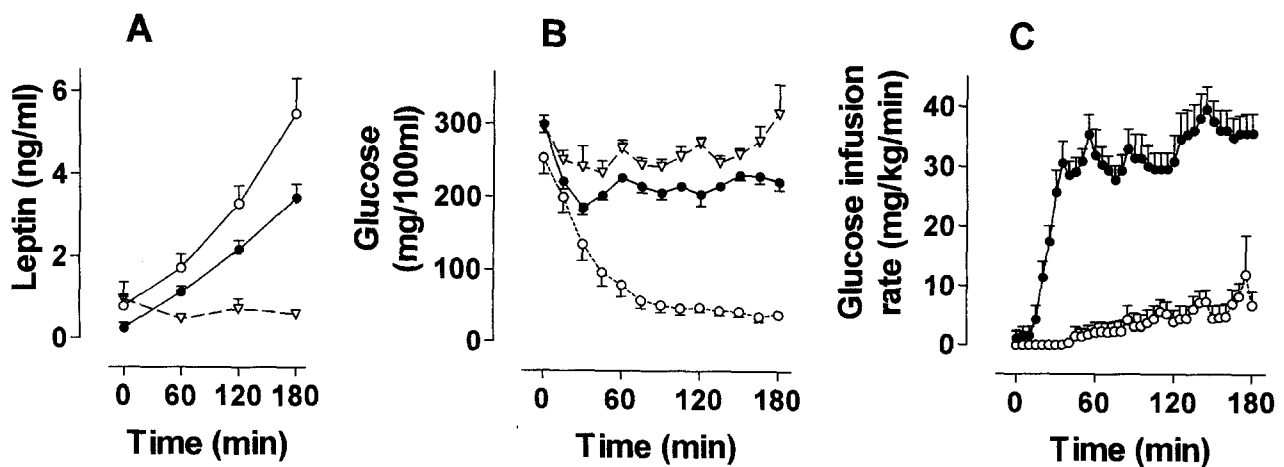 A
Leptin (ng/ml)
6
4
2
0
0 60 120 180
Time (min)
B
Glucose
(mg/100ml)
300
200
100
0
0 60 120 180
Time (min)
C
Glucose infusion
rate (mg/kg/min)
40
30
20
10
0
0 60 120 180
Time (min)